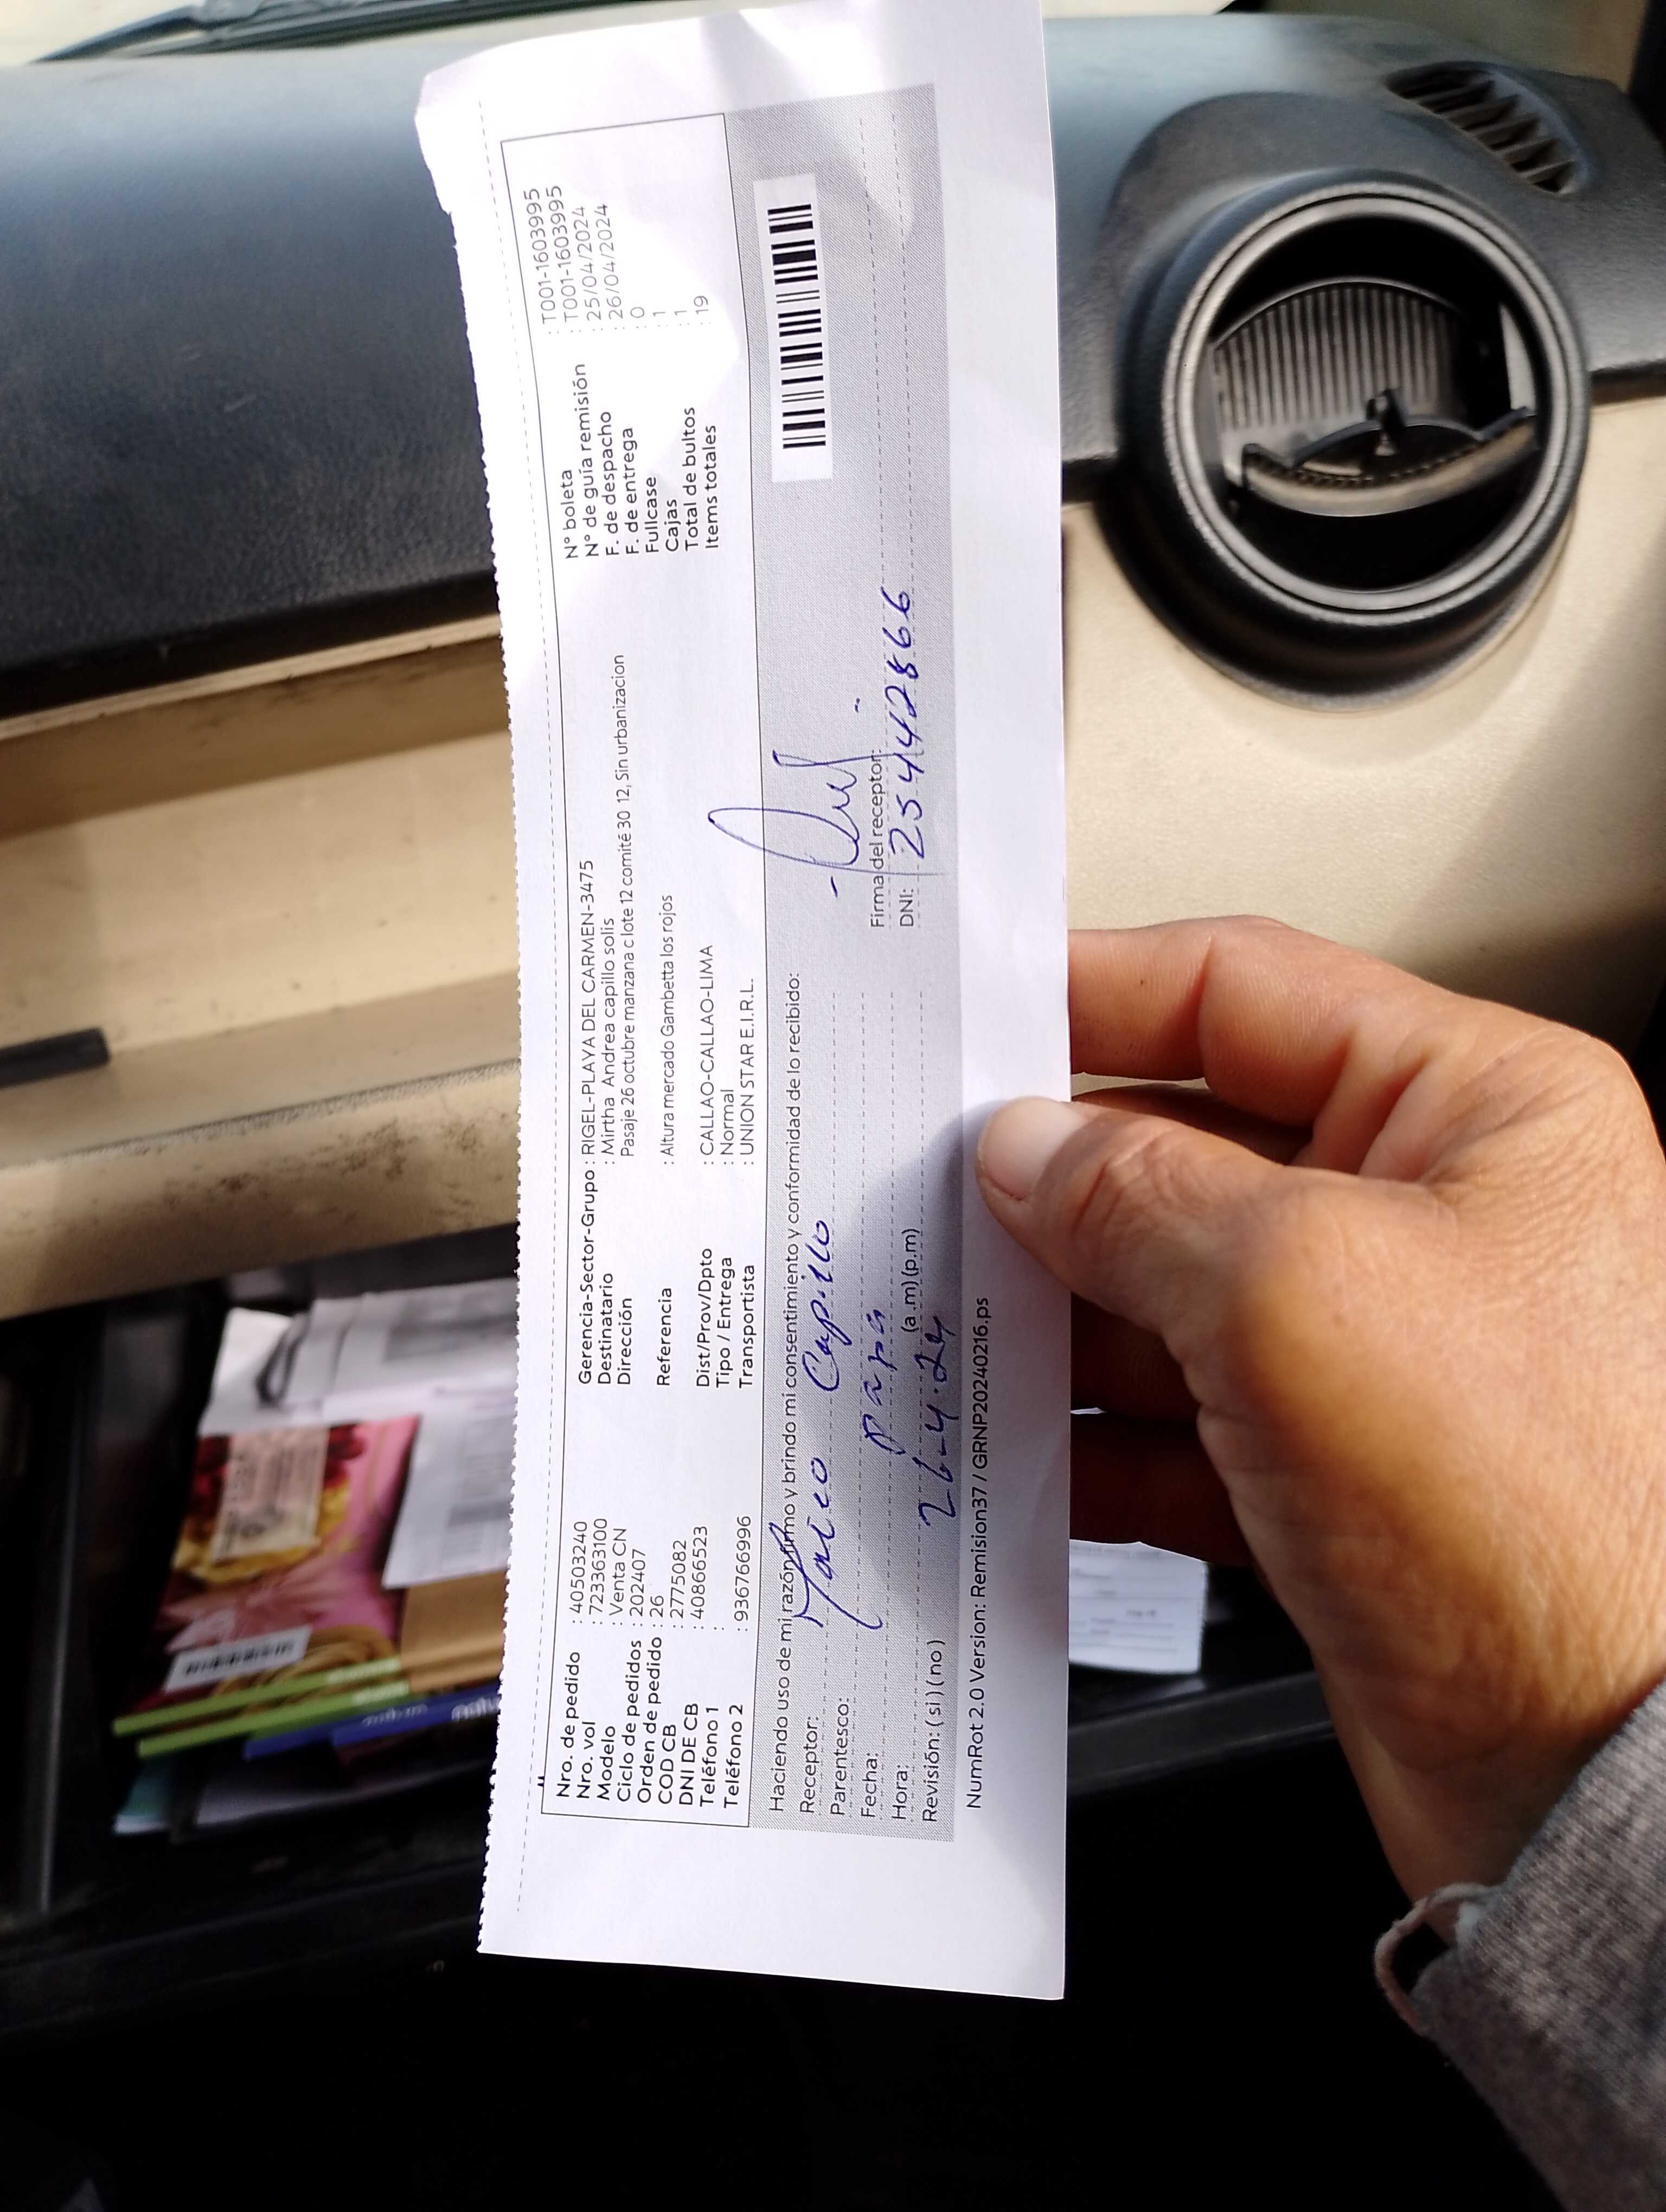 Nro. de pedido : 40503240
Nro. vol : 723363100
Modelo : Venta CN
Ciclo de pedidos : 202407
Orden de pedido : 26
COD CB : 2775082
DNI DE CB : 40866523
Teléfono 1 :
Teléfono 2 : 936766996
Gerencia-Sector-Grupo : RIGEL-PLAYA DEL CARMEN-3475
Destinatario : Mirtha Andrea capillo solis
Dirección Pasaje 26 octubre manzana c lote 12 comité 30 12, Sin urbanizacion
Referencia : Altura mercado Gambetta los rojos
Dist/Prov/Dpto : CALLAO-CALLAO-LIMA
Tipo / Entrega : Normal
Transportista : UNION STAR E.I.R.L.
N° boleta : T001-1603995
N° de guía remisión : T001-1603995
F. de despacho : 25/04/2024
F. de entrega : 26/04/2024
Fullcase : 0
Cajas : 1
Total de bultos : 1
Items totales : 19
Haciendo uso de mi razón firmo y brindo mi consentimiento y conformidad de lo recibido:
Receptor: Capillo
Parentesco: papá
Fecha: 26-4-24
Hora: (a.m) (p.m)
Revisión: ( si ) ( no )
Firma del receptor:
DNI: 25442866
NumRot 2.0 Version: Remision37 / GRNP20240216.ps